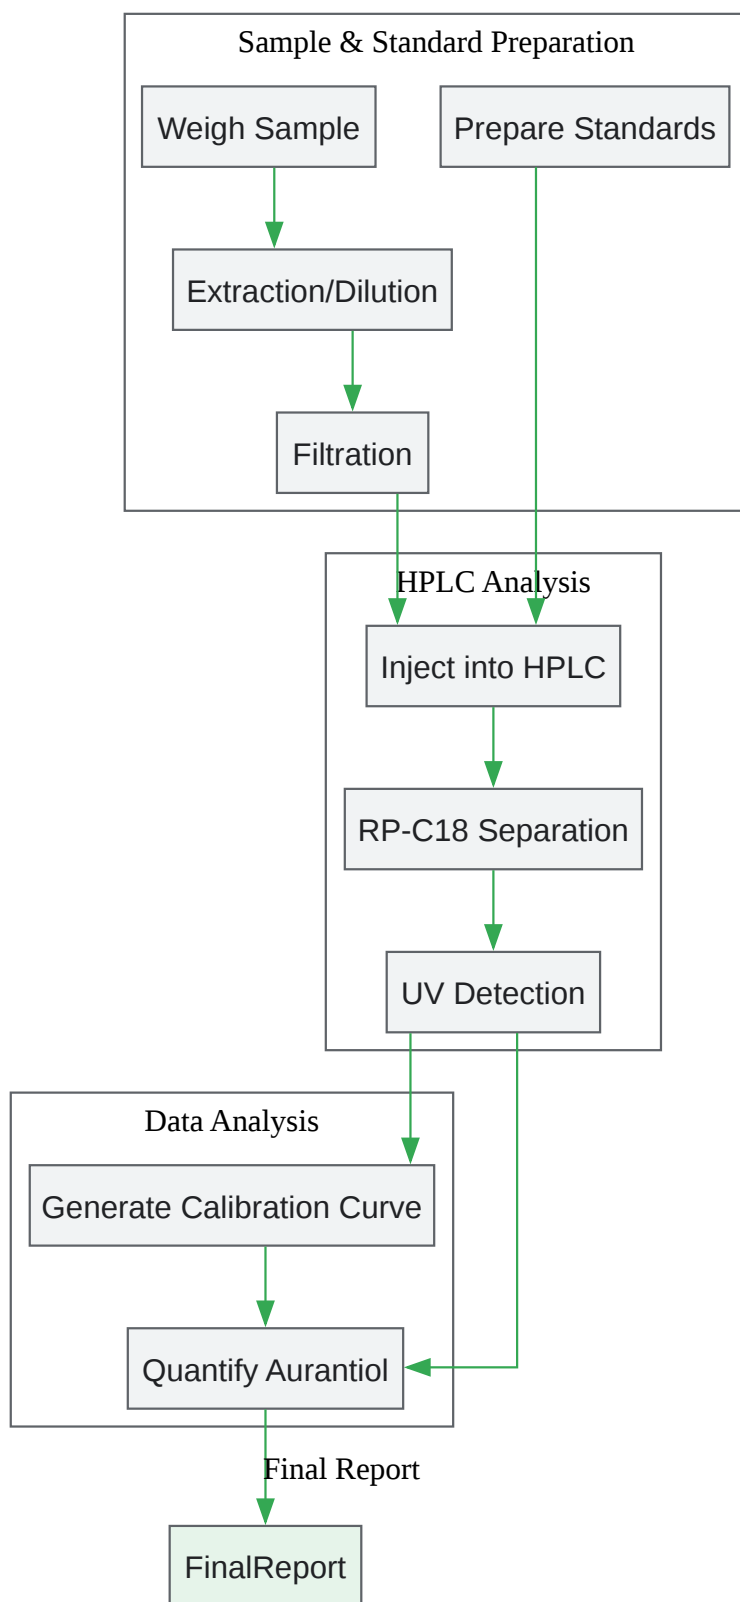 Sample & Standard Preparation
Weigh Sample
Prepare Standards
Extraction/Dilution
Filtration
HPLC Analysis
Inject into HPLC
RP-C18 Separation
UV Detection
Data Analysis
Generate Calibration Curve
Quantify Aurantiol
Final Report
FinalReport